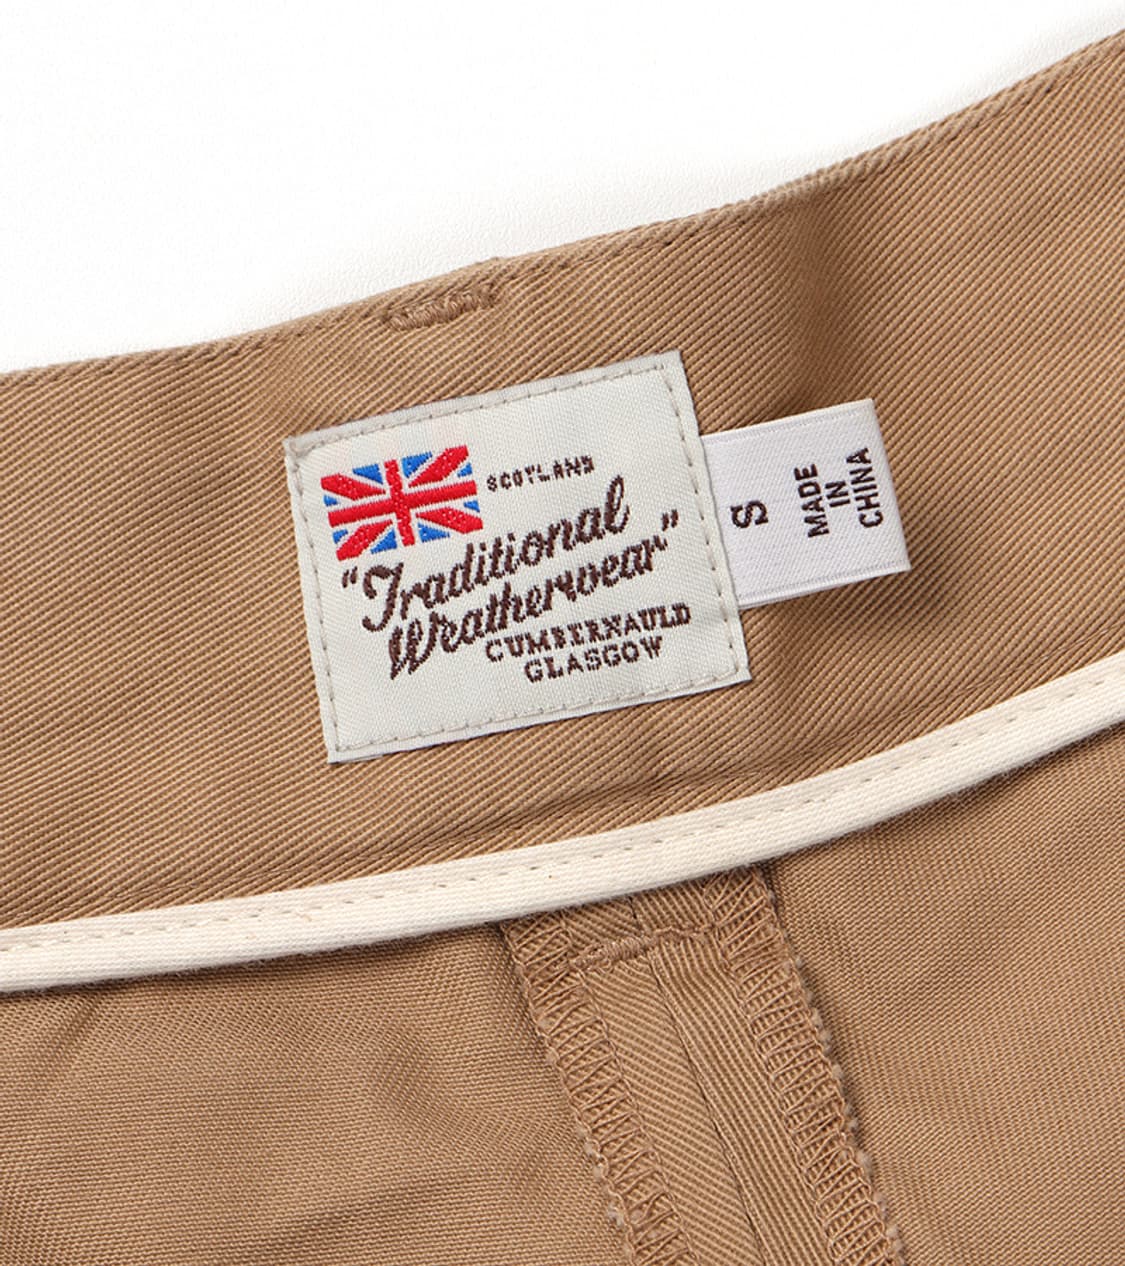 SCOTLAND
"Traditional
Weatherwear"
CUMBERNAULD
GLASGOW
S
MADE
IN
CHINA